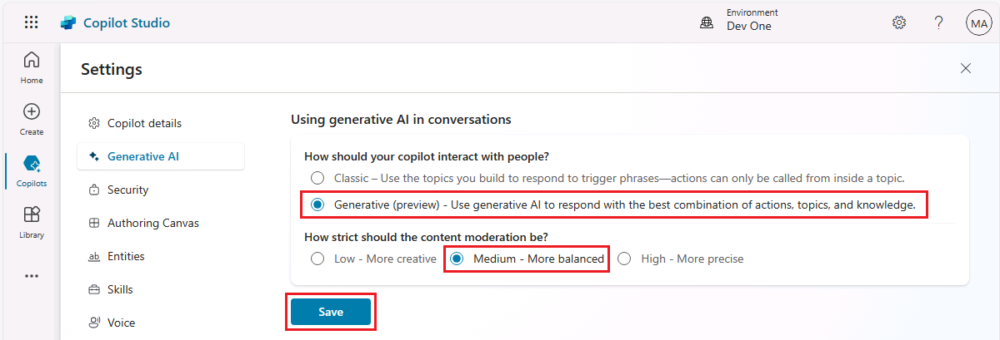 Copilot Studio
Environment
Dev One
?
MA
Home
Create
Copilots
Library
Settings
Copilot details
Generative AI
Security
Authoring Canvas
ab Entities
Skills
Voice
Using generative AI in conversations
How should your copilot interact with people?
Classic – Use the topics you build to respond to trigger phrases—actions can only be called from inside a topic.
Generative (preview) - Use generative AI to respond with the best combination of actions, topics, and knowledge.
How strict should the content moderation be?
Low - More creative Medium - More balanced High - More precise
Save